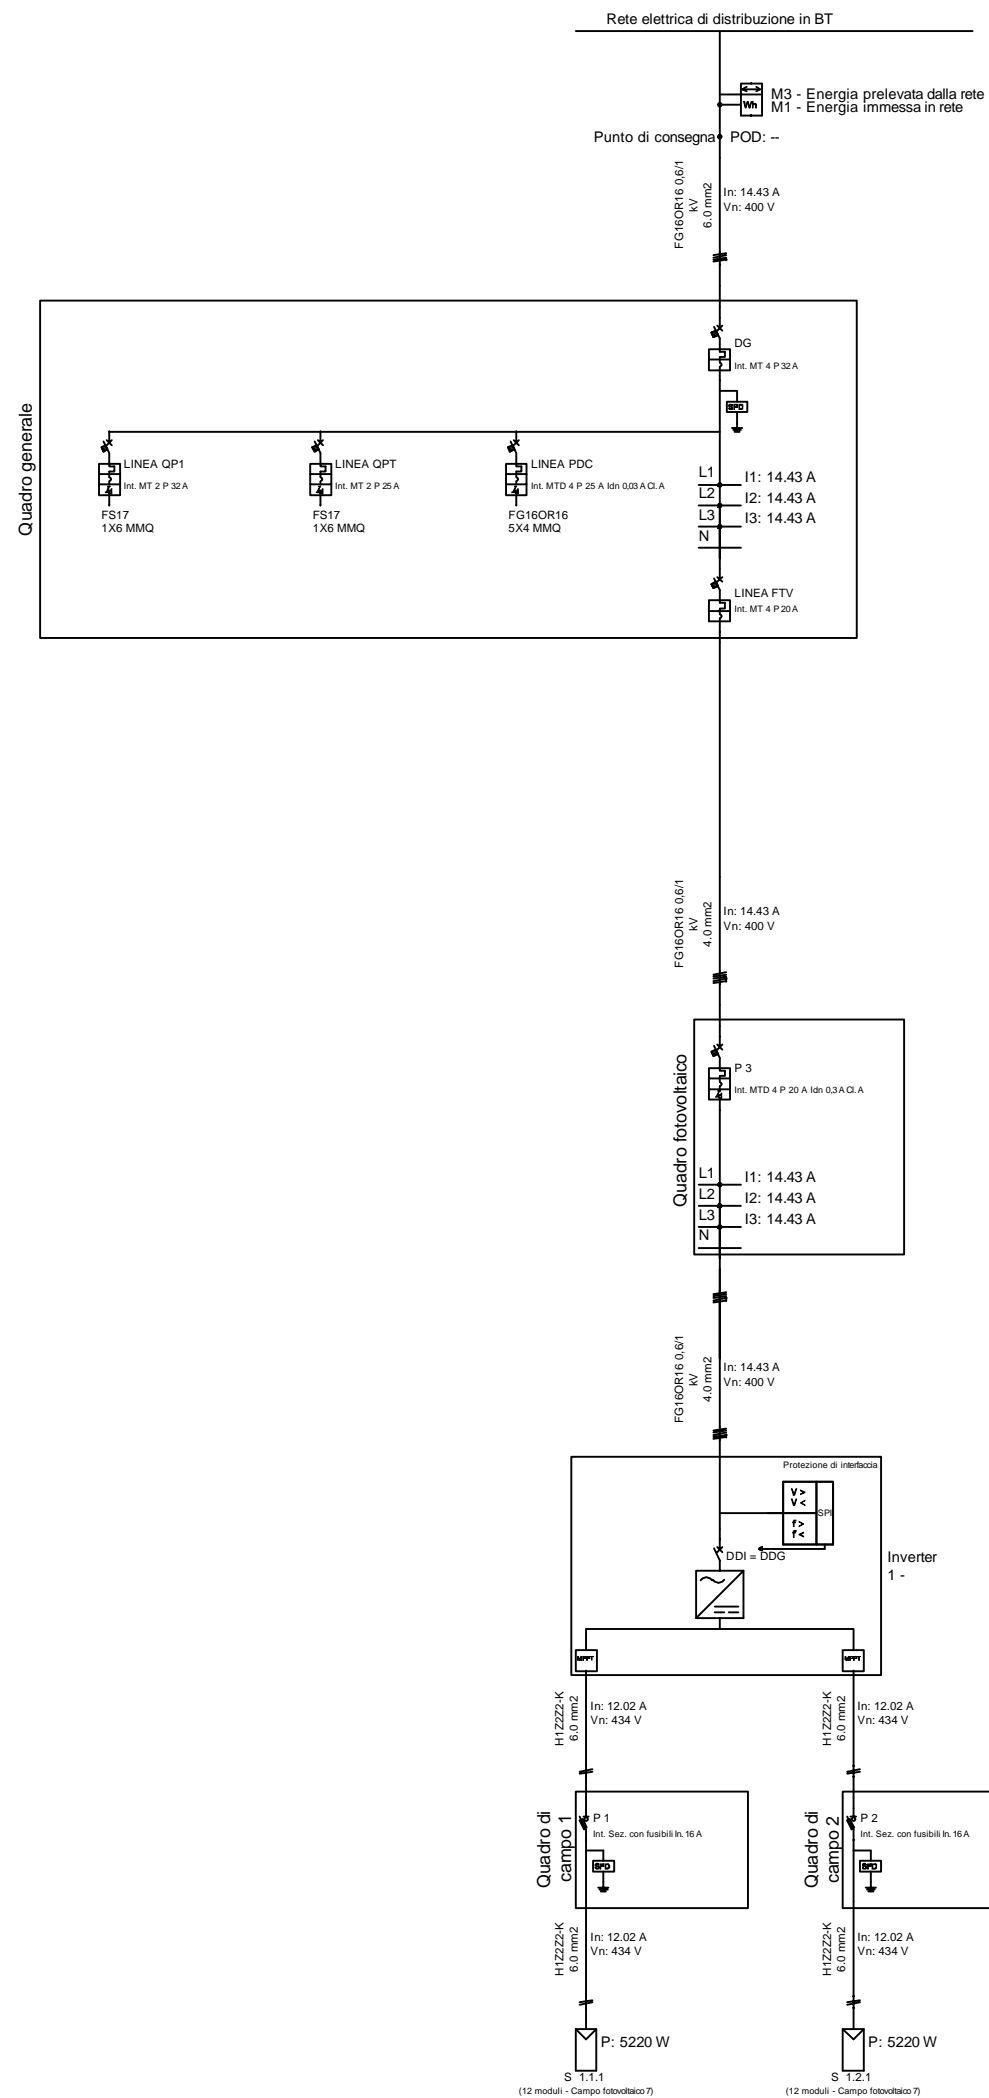 Rete elettrica di distribuzione in BT
M3 - Energia prelevata dalla rete
Wh
M1 - Energia immessa in rete
Punto di consegna
POD: --
FG16OR16 0,6/1
kV
6.0 mm2
In: 14.43 A
Vn: 400 V
Quadro generale
DG
Int. MT 4 P 32 A
SPD
LINEA QP1
Int. MT 2 P 32 A
FS17
1X6 MMQ
LINEA QPT
Int. MT 2 P 25 A
FS17
1X6 MMQ
LINEA PDC
Int. MTD 4 P 25 A Idn 0,03 A Cl. A
FG16OR16
5X4 MMQ
L1
I1: 14.43 A
L2
I2: 14.43 A
L3
I3: 14.43 A
N
LINEA FTV
Int. MT 4 P 20 A
FG16OR16 0,6/1
kV
4.0 mm2
In: 14.43 A
Vn: 400 V
Quadro fotovoltaico
P 3
Int. MTD 4 P 20 A Idn 0,3 A Cl. A
L1
I1: 14.43 A
L2
I2: 14.43 A
L3
I3: 14.43 A
N
FG16OR16 0,6/1
kV
4.0 mm2
In: 14.43 A
Vn: 400 V
Protezione di interfaccia
V >
V <
SPI
f >
f <
DDI = DDG
Inverter
1 -
MPPT
MPPT
H1Z2Z2-K
6.0 mm2
In: 12.02 A
Vn: 434 V
H1Z2Z2-K
6.0 mm2
In: 12.02 A
Vn: 434 V
Quadro di
campo 1
P 1
Int. Sez. con fusibili In. 16 A
SPD
Quadro di
campo 2
P 2
Int. Sez. con fusibili In. 16 A
SPD
H1Z2Z2-K
6.0 mm2
In: 12.02 A
Vn: 434 V
H1Z2Z2-K
6.0 mm2
In: 12.02 A
Vn: 434 V
P: 5220 W
S 1.1.1
(12 moduli - Campo fotovoltaico 7)
P: 5220 W
S 1.2.1
(12 moduli - Campo fotovoltaico 7)